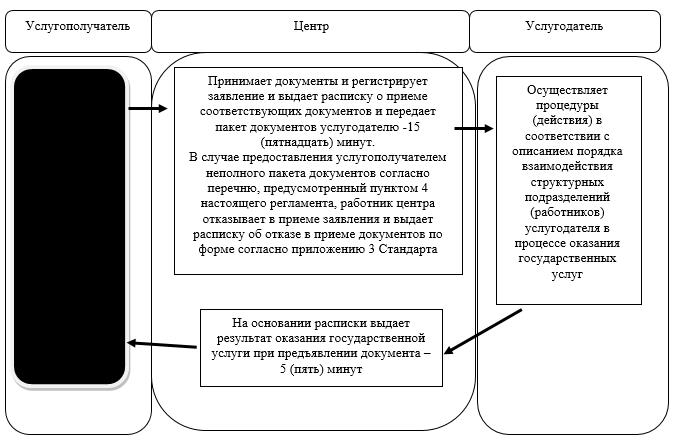 Услугополучатель
Центр
Услугодатель
Принимает документы и регистрирует
заявление и выдает расписку о приеме
соответствующих документов и передает
пакет документов услугодателю -15
(пятнадцать) минут.
В случае предоставления услугополучателем
неполного пакета документов согласно
перечню, предусмотренный пунктом 4
настоящего регламента, работник центра
отказывает в приеме заявления и выдает
расписку об отказе в приеме документов по
форме согласно приложению 3 Стандарта
Осуществляет
процедуры
(действия) в
соответствии с
описанием порядка
взаимодействия
структурных
подразделений
(работников)
услугодателя в
процессе оказания
государственных
услуг
На основании расписки выдает
результат оказания государственной
услуги при предъявлении документа –
5 (пять) минут